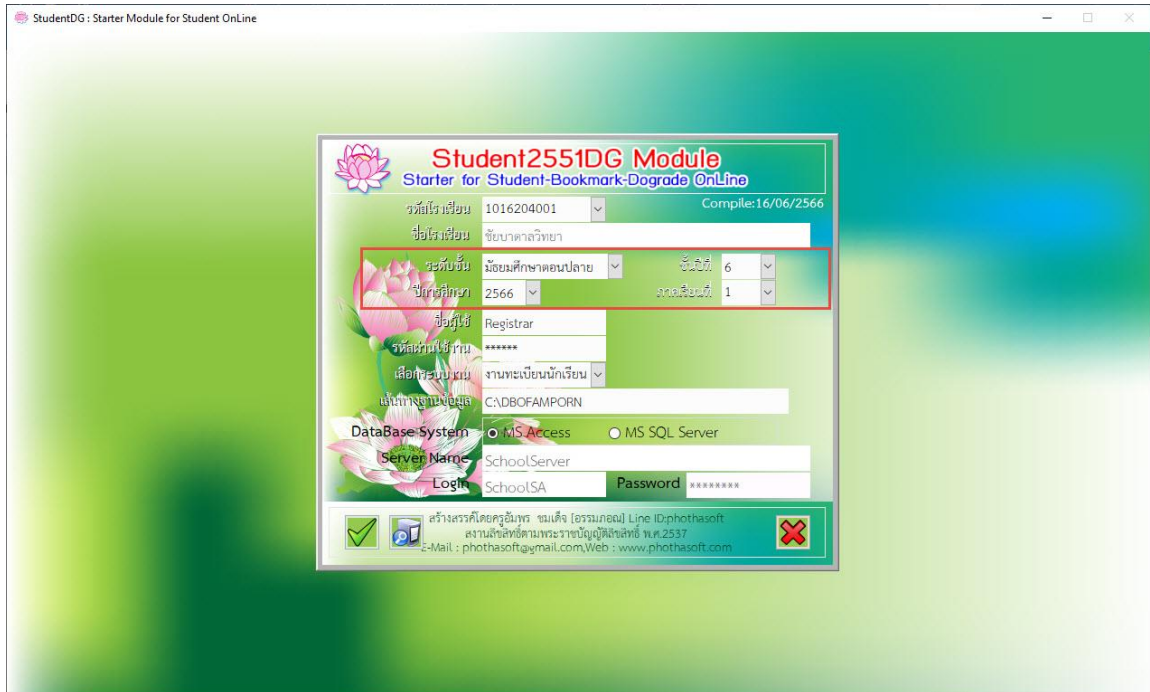 StudentDG : Starter Module for Student OnLine
Student2551DG Module
Starter for Student-Bookmark-Dograde OnLine
Compile:16/06/2566
รหัสโรงเรียน 1016204001
ชื่อโรงเรียน ชัยบาดาลวิทยา
ระดับชั้น มัธยมศึกษาตอนปลาย ชั้นปีที่ 6
ปีการศึกษา 2566 ภาคเรียนที่ 1
ชื่อผู้ใช้ Registrar
รหัสผ่านใช้งาน ******
เลือกระบบงาน งานทะเบียนนักเรียน
เส้นทางฐานข้อมูล C:\DBOFAMPORN
DataBase System MS Access MS SQL Server
Server Name SchoolServer
Login SchoolSA Password ********
สร้างสรรค์โดยครูอัมพร ชมเด็จ [อรรมภอณ] Line ID:phothasoft
สงวนลิขสิทธิ์ตามพระราชบัญญัติลิขสิทธิ์ พ.ศ.2537
E-Mail : phothasoft@gmail.com,Web : www.phothasoft.com